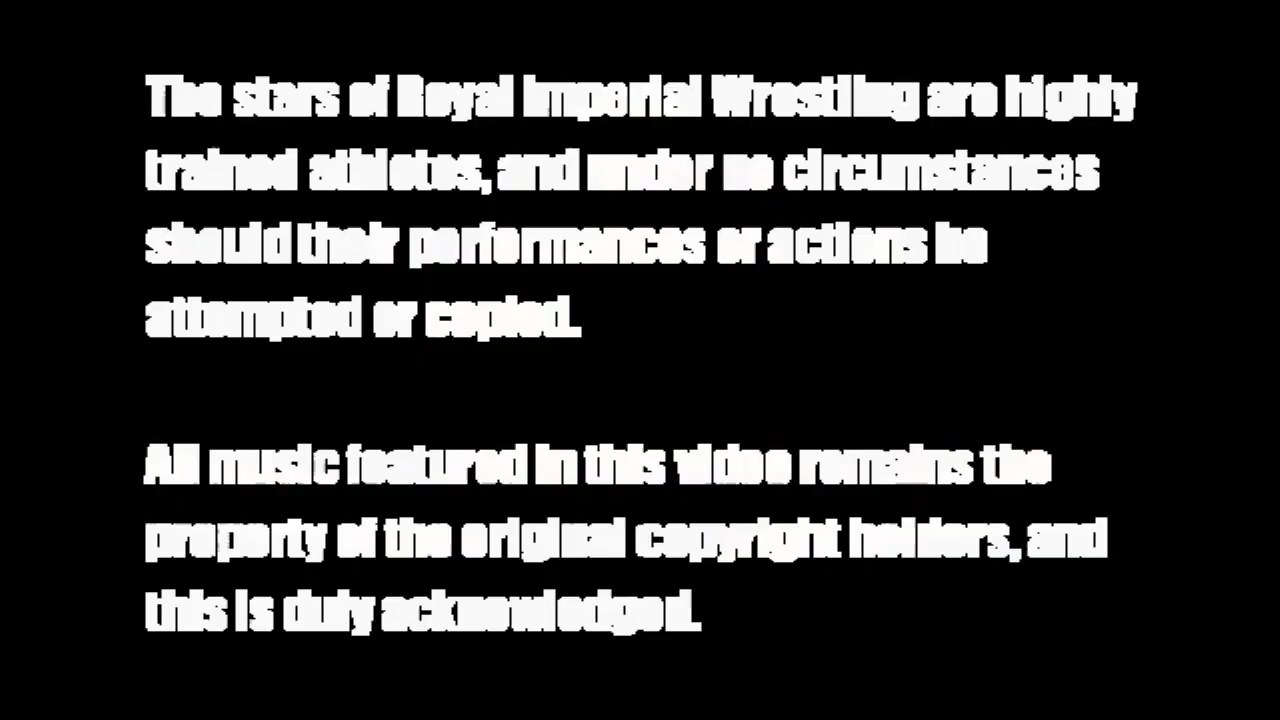 The stars of Royal Imperial Wrestling are highly
trained athletes, and under no circumstances
should their performances or actions be
attempted or copied.
All music featured in this video remains the
property of the original copyright holders, and
this is duly acknowledged.